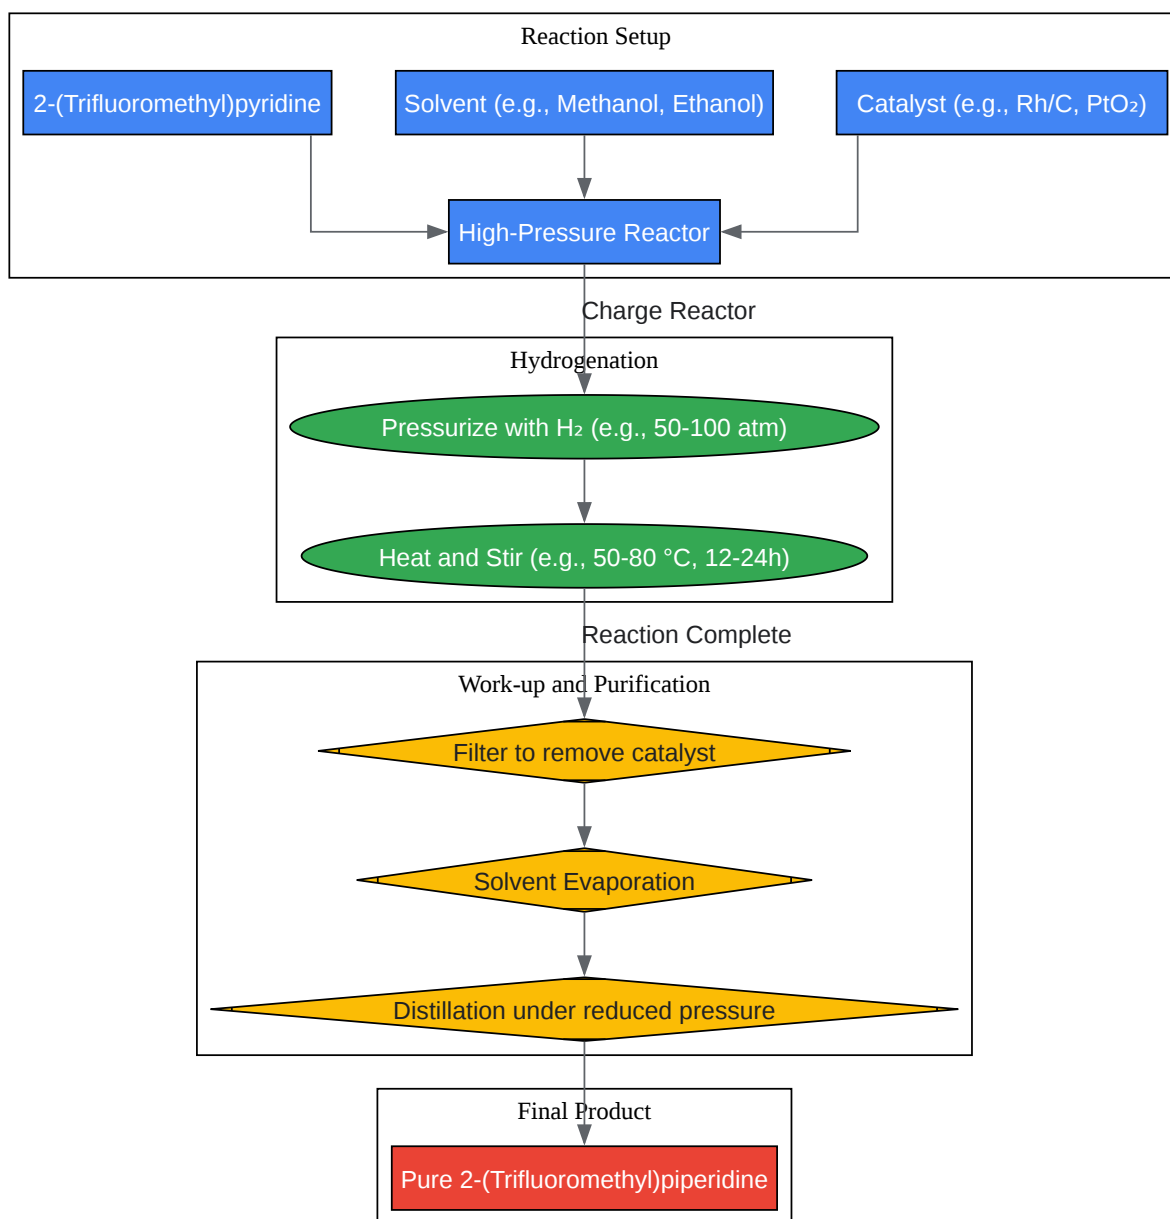 Reaction Setup
2-(Trifluoromethyl)pyridine
Solvent (e.g., Methanol, Ethanol)
Catalyst (e.g., Rh/C, PtO₂)
High-Pressure Reactor
Charge Reactor
Hydrogenation
Pressurize with H₂ (e.g., 50-100 atm)
Heat and Stir (e.g., 50-80 °C, 12-24h)
Reaction Complete
Work-up and Purification
Filter to remove catalyst
Solvent Evaporation
Distillation under reduced pressure
Final Product
Pure 2-(Trifluoromethyl)piperidine